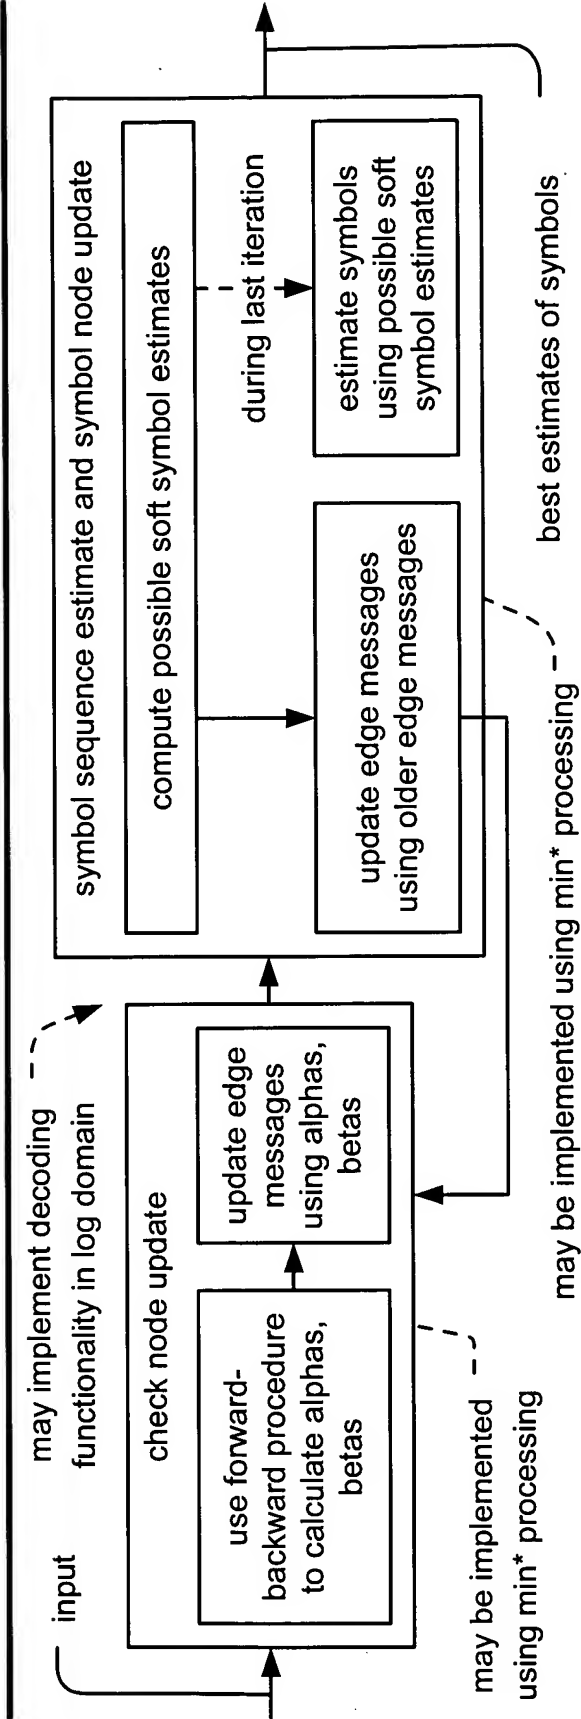 input
may implement decoding
functionality in log domain
check node update
use forward-
backward procedure
to calculate alphas,
betas
update edge
messages
using alphas,
betas
may be implemented
using min* processing
symbol sequence estimate and symbol node update
compute possible soft symbol estimates
during last iteration
update edge messages
using older edge messages
estimate symbols
using possible soft
symbol estimates
may be implemented using min* processing
best estimates of symbols